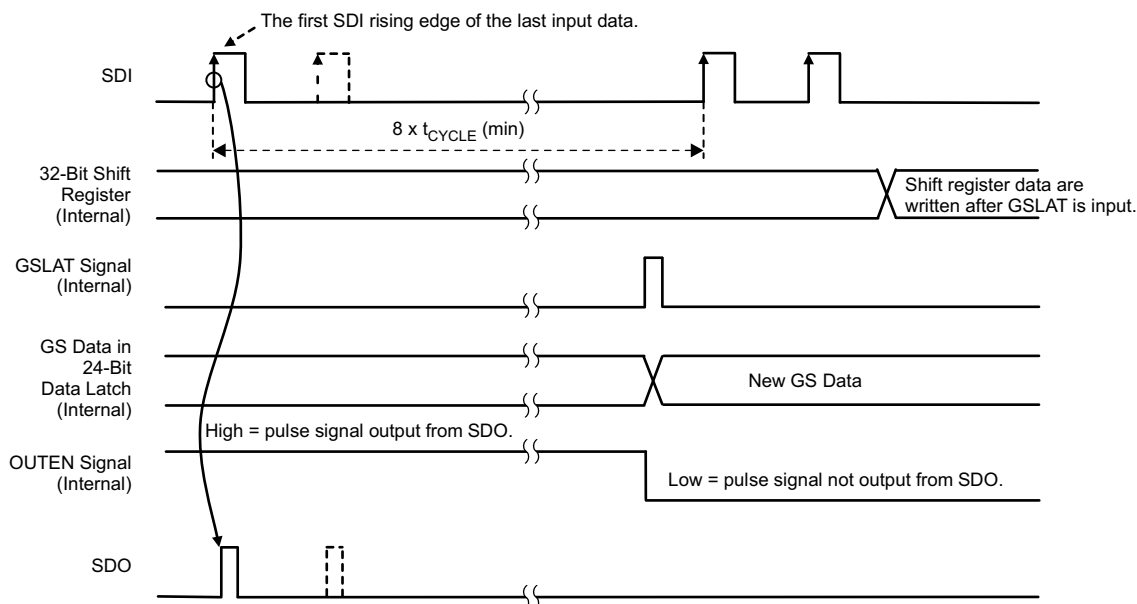 The first SDI rising edge of the last input data.
SDI
8 x tCYCLE (min)
32-Bit Shift
Register
(Internal)
Shift register data are
written after GSLAT is input.
GSLAT Signal
(Internal)
GS Data in
24-Bit
Data Latch
(Internal)
New GS Data
High = pulse signal output from SDO.
OUTEN Signal
(Internal)
Low = pulse signal not output from SDO.
SDO